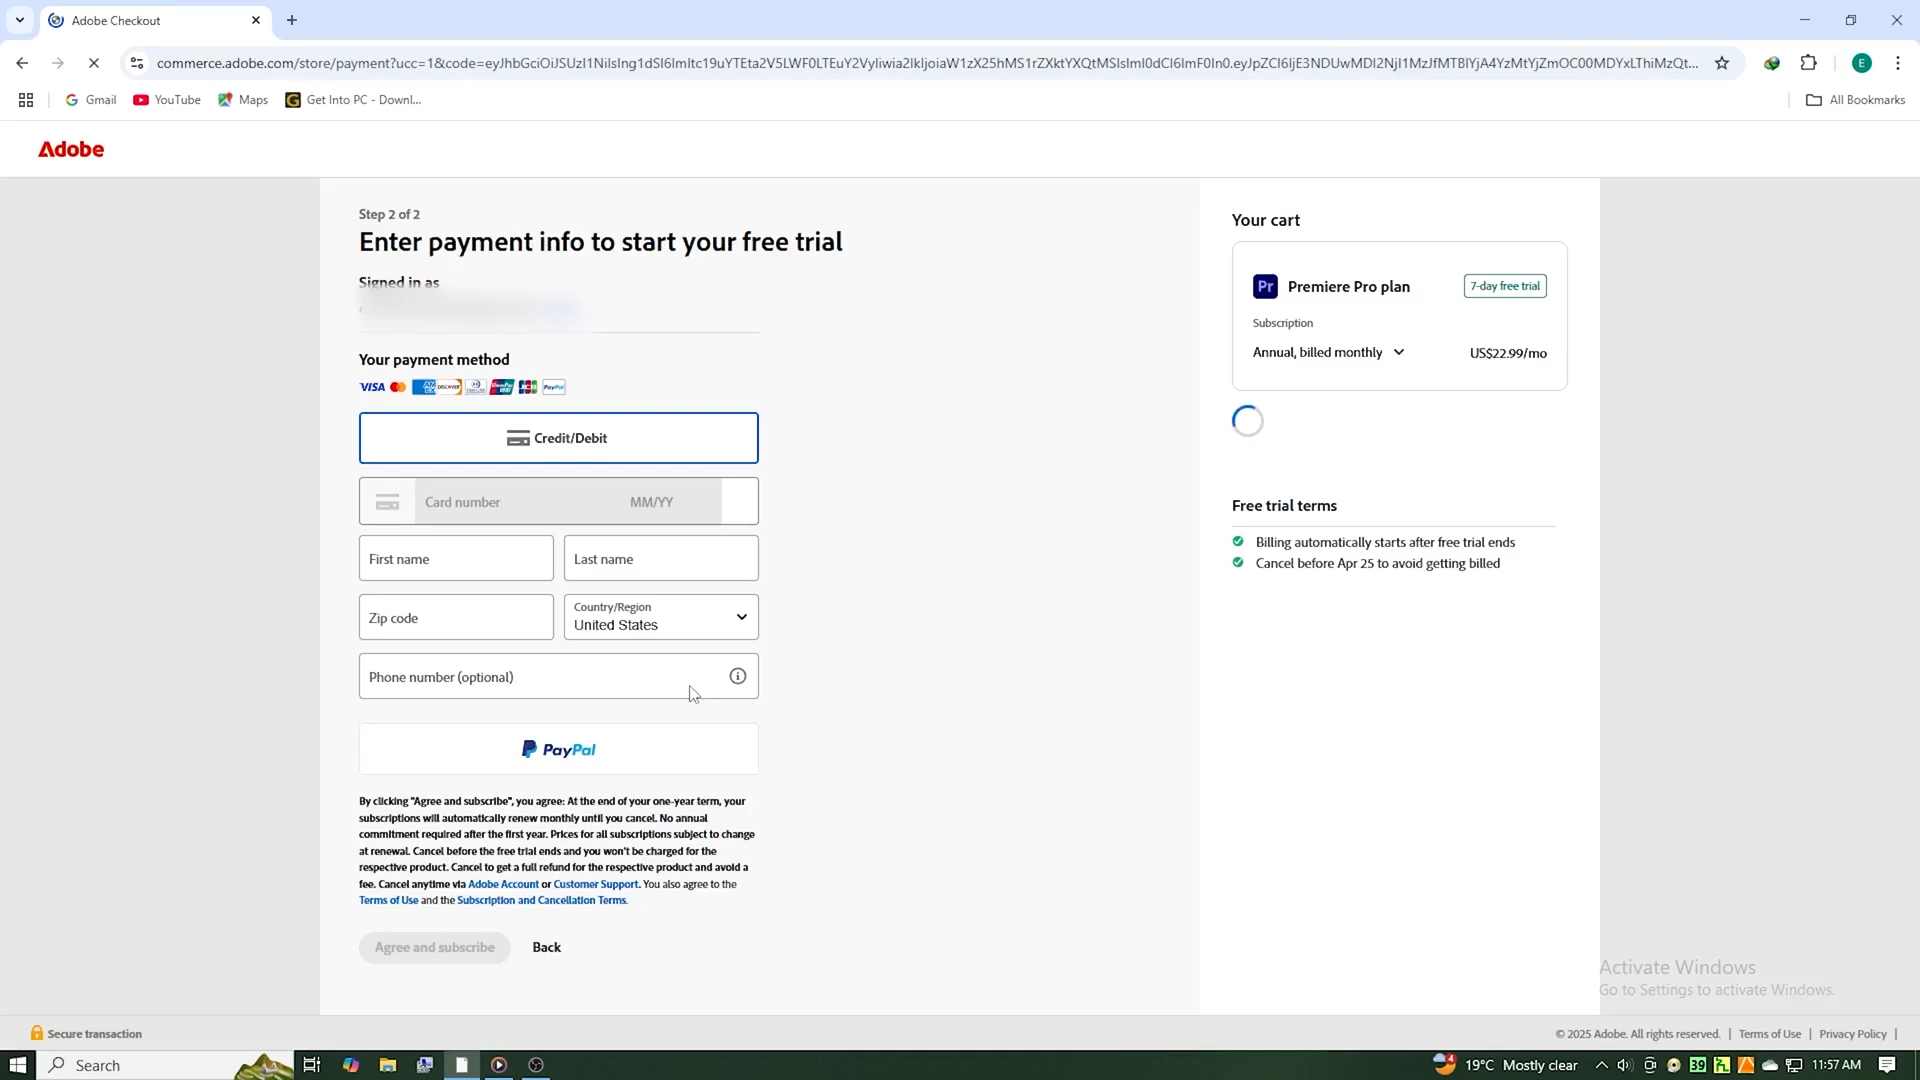 Adobe Checkout
commerce.adobe.com/store/payment?ucc=1&code=
Gmail
YouTube
Maps
Get Into PC - Downl...
All Bookmarks
Adobe
Step 2 of 2
Enter payment info to start your free trial
Signed in as
Your payment method
VISA DISCOVER JCB PayPal
Credit/Debit
Card number MM/YY
First name Last name
Zip code
Country/Region
United States
Phone number (optional)
PayPal
By clicking "Agree and subscribe", you agree: At the end of your one-year term, your
subscriptions will automatically renew monthly until you cancel. No annual
commitment required after the first year. Prices for all subscriptions subject to change
at renewal. Cancel before the free trial ends and you won't be charged for the
respective product. Cancel to get a full refund for the respective product and avoid a
fee. Cancel anytime via Adobe Account or Customer Support. You also agree to the
Terms of Use and the Subscription and Cancellation Terms.
Agree and subscribe Back
Your cart
Pr Premiere Pro plan 7-day free trial
Subscription
Annual, billed monthly US$22.99/mo
Free trial terms
Billing automatically starts after free trial ends
Cancel before Apr 25 to avoid getting billed
Activate Windows
Go to Settings to activate Windows.
Secure transaction
© 2025 Adobe. All rights reserved. | Terms of Use | Privacy Policy |
Search
4 19°C Mostly clear 39 11:57 AM